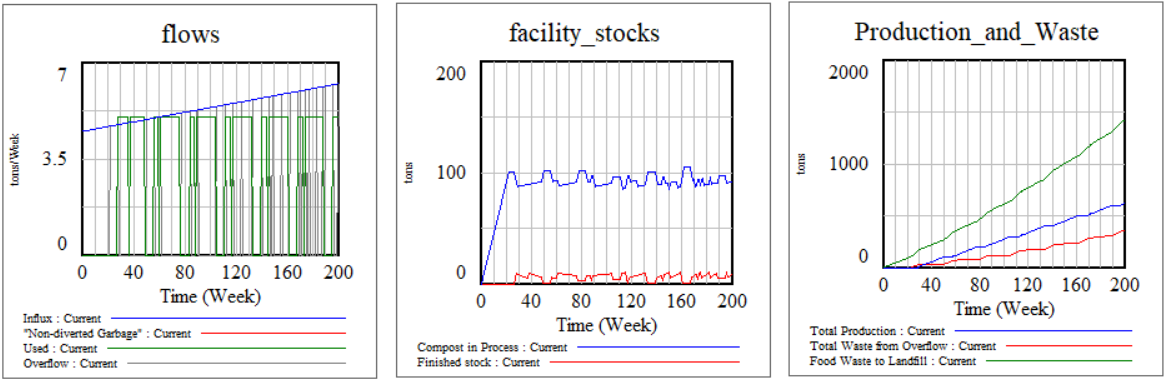 flows
tons/Week
7
3.5
0
0 40 80 120 160 200
Time (Week)
Influx : Current
"Non-diverted Garbage" : Current
Used : Current
Overflow : Current
facility_stocks
tons
200
100
0
0 40 80 120 160 200
Time (Week)
Compost in Process : Current
Finished stock : Current
Production_and_Waste
tons
2000
1000
0
0 40 80 120 160 200
Time (Week)
Total Production : Current
Total Waste from Overflow : Current
Food Waste to Landfill : Current